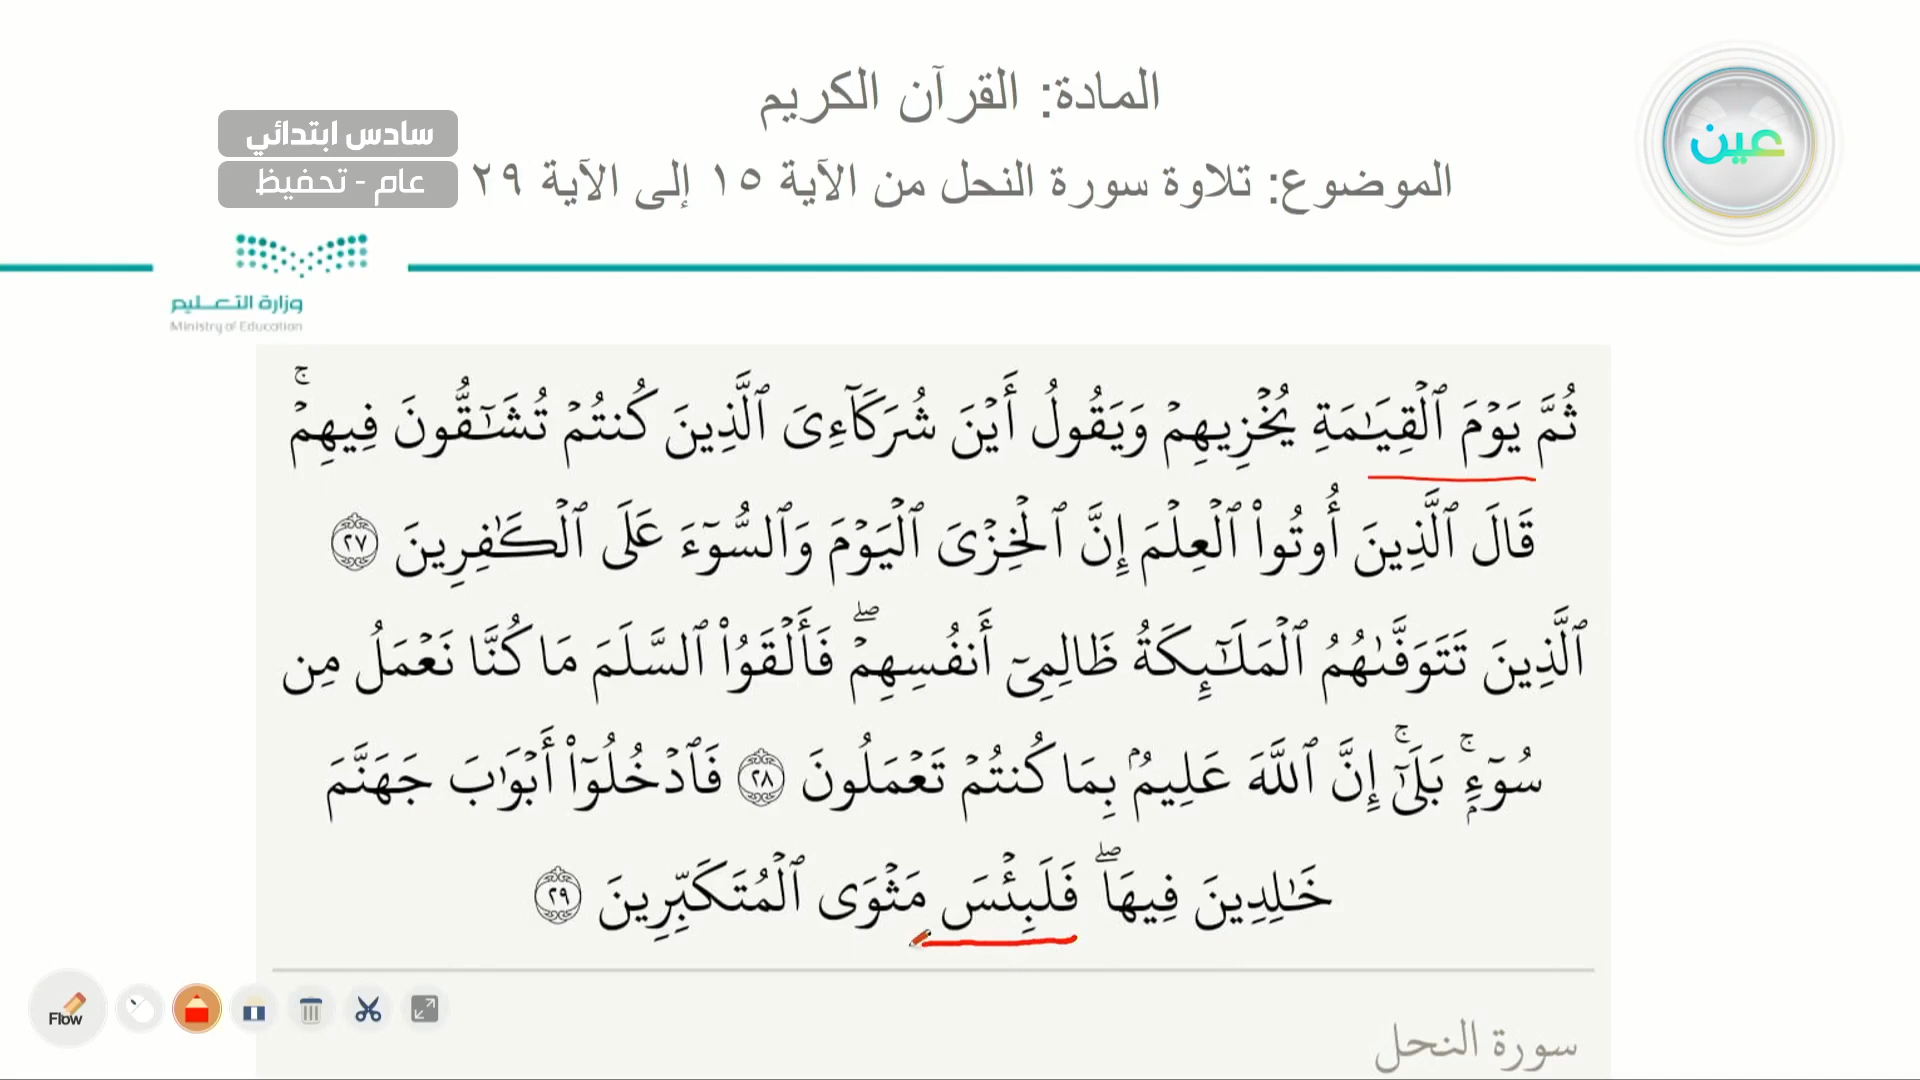 المادة: القرآن الكريم
الموضوع: تلاوة سورة النحل من الآية ١٥ إلى الآية ٢٩
سادس ابتدائي
عام - تحفيظ
عين
وزارة التعليم
Ministry of Education
ثُمَّ يَوۡمَ ٱلۡقِيَٰمَةِ يُخۡزِيهِمۡ وَيَقُولُ أَيۡنَ شُرَكَآءِيَ ٱلَّذِينَ كُنتُمۡ تُشَٰٓقُّونَ فِيهِمۡۚ
قَالَ ٱلَّذِينَ أُوتُواْ ٱلۡعِلۡمَ إِنَّ ٱلۡخِزۡيَ ٱلۡيَوۡمَ وَٱلسُّوٓءَ عَلَى ٱلۡكَٰفِرِينَ ٢٧
ٱلَّذِينَ تَتَوَفَّىٰهُمُ ٱلۡمَلَٰٓئِكَةُ ظَالِمِيٓ أَنفُسِهِمۡۖ فَأَلۡقَوُاْ ٱلسَّلَمَ مَا كُنَّا نَعۡمَلُ مِن
سُوٓءِۭۚ بَلَىٰٓۚ إِنَّ ٱللَّهَ عَلِيمُۢ بِمَا كُنتُمۡ تَعۡمَلُونَ ٢٨ فَٱدۡخُلُوٓاْ أَبۡوَٰبَ جَهَنَّمَ
خَٰلِدِينَ فِيهَاۖ فَلَبِئۡسَ مَثۡوَى ٱلۡمُتَكَبِّرِينَ ٢٩
Flow
سورة النحل